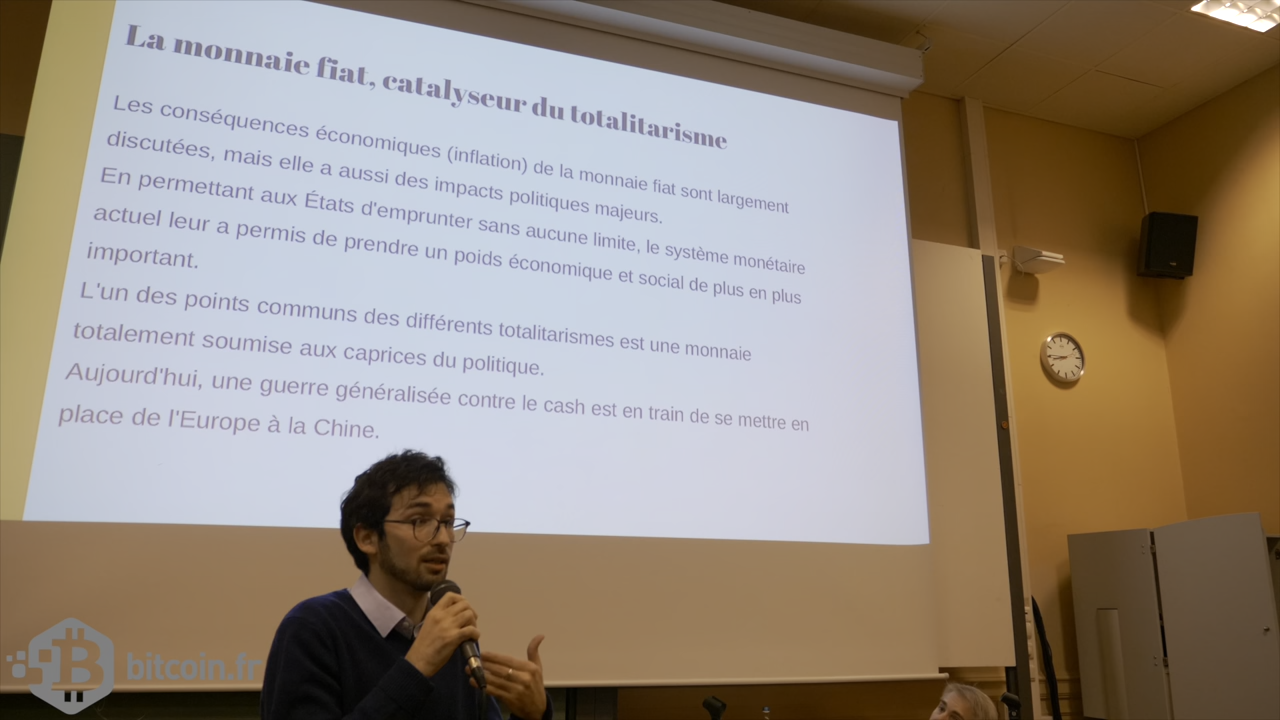 La monnaie fiat, catalyseur du totalitarisme
Les conséquences économiques (inflation) de la monnaie fiat sont largement
discutées, mais elle a aussi des impacts politiques majeurs.
En permettant aux États d'emprunter sans aucune limite, le système monétaire
actuel leur a permis de prendre un poids économique et social de plus en plus
important.
L'un des points communs des différents totalitarismes est une monnaie
totalement soumise aux caprices du politique.
Aujourd'hui, une guerre généralisée contre le cash est en train de se mettre en
place de l'Europe à la Chine.
bitcoin.fr